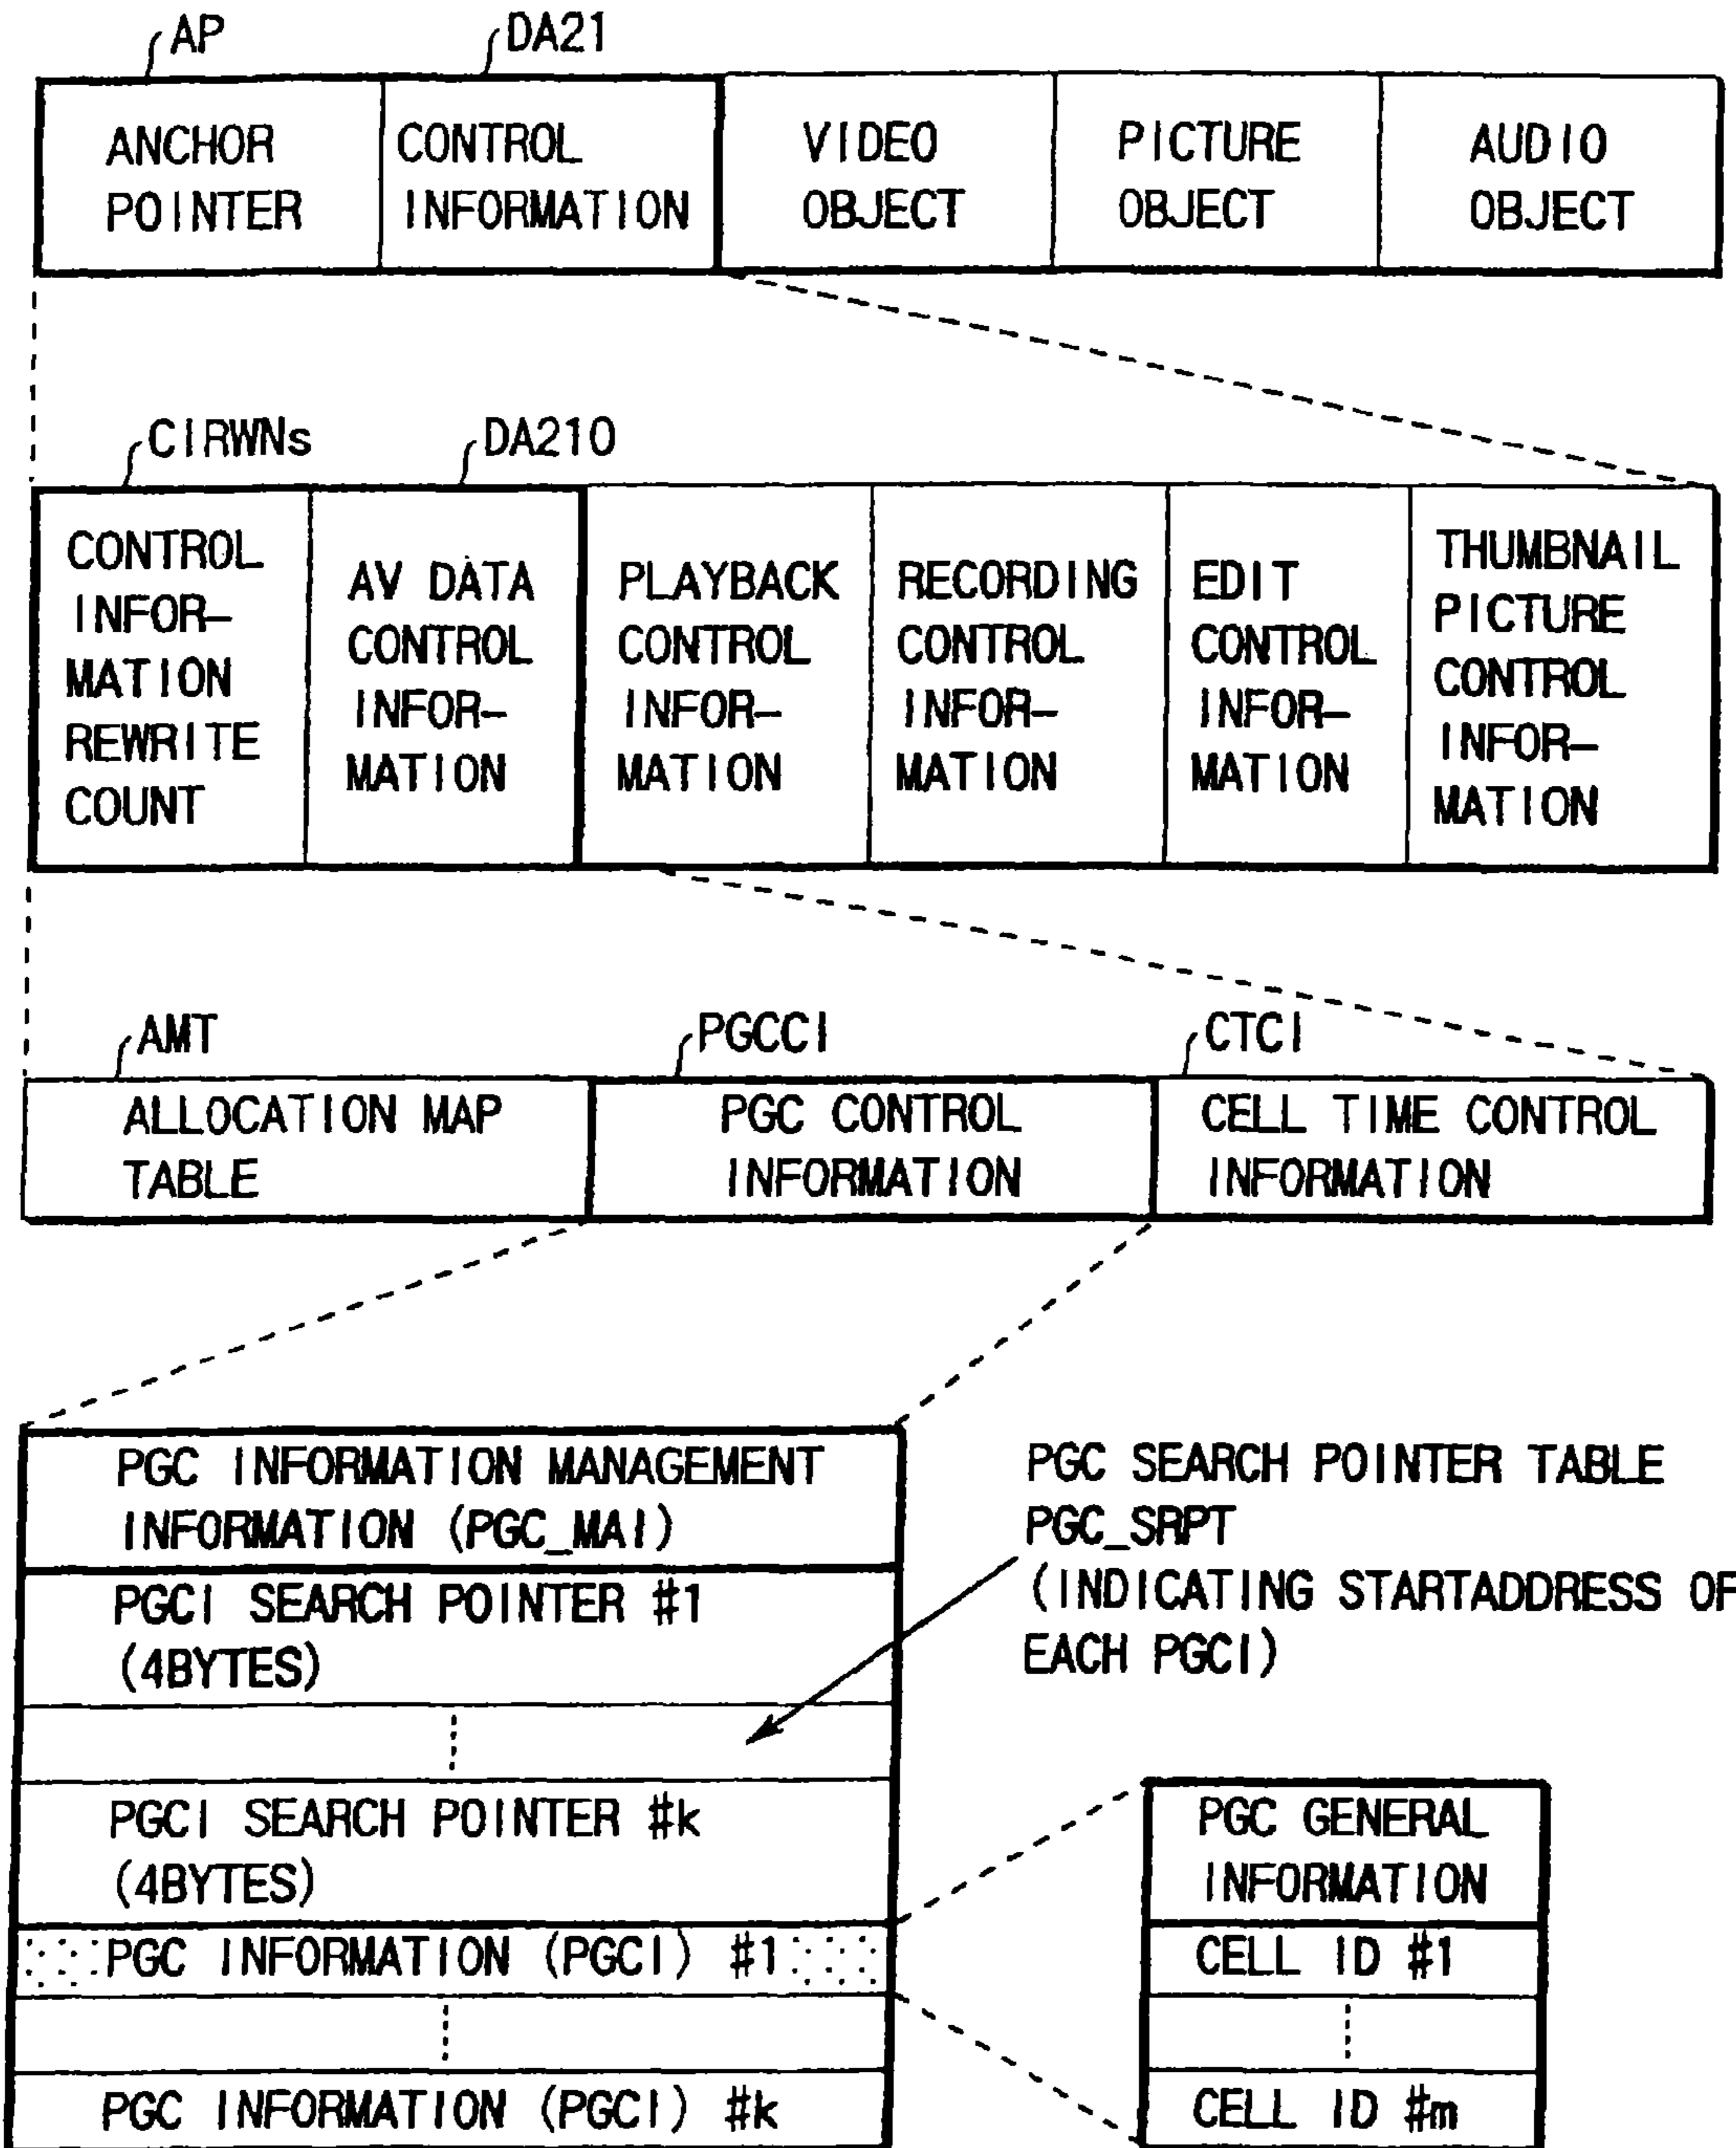 AP
DA21
ANCHOR
POINTER
CONTROL
INFORMATION
VIDEO
OBJECT
PICTURE
OBJECT
AUDIO
OBJECT
CIRWNs
DA210
CONTROL
INFOR-
MATION
REWRITE
COUNT
AV DATA
CONTROL
INFOR-
MATION
PLAYBACK
CONTROL
INFOR-
MATION
RECORDING
CONTROL
INFOR-
MATION
EDIT
CONTROL
INFOR-
MATION
THUMBNAIL
PICTURE
CONTROL
INFOR-
MATION
AMT
PGCCI
CTCI
ALLOCATION MAP
TABLE
PGC CONTROL
INFORMATION
CELL TIME CONTROL
INFORMATION
PGC INFORMATION MANAGEMENT
INFORMATION (PGC_MAI)
PGCI SEARCH POINTER #1
(4BYTES)
PGCI SEARCH POINTER #k
(4BYTES)
PGC INFORMATION (PGCI) #1
PGC INFORMATION (PGCI) #k
PGC SEARCH POINTER TABLE
PGC_SRPT
(INDICATING STARTADDRESS OF
EACH PGCI)
PGC GENERAL
INFORMATION
CELL ID #1
CELL ID #m